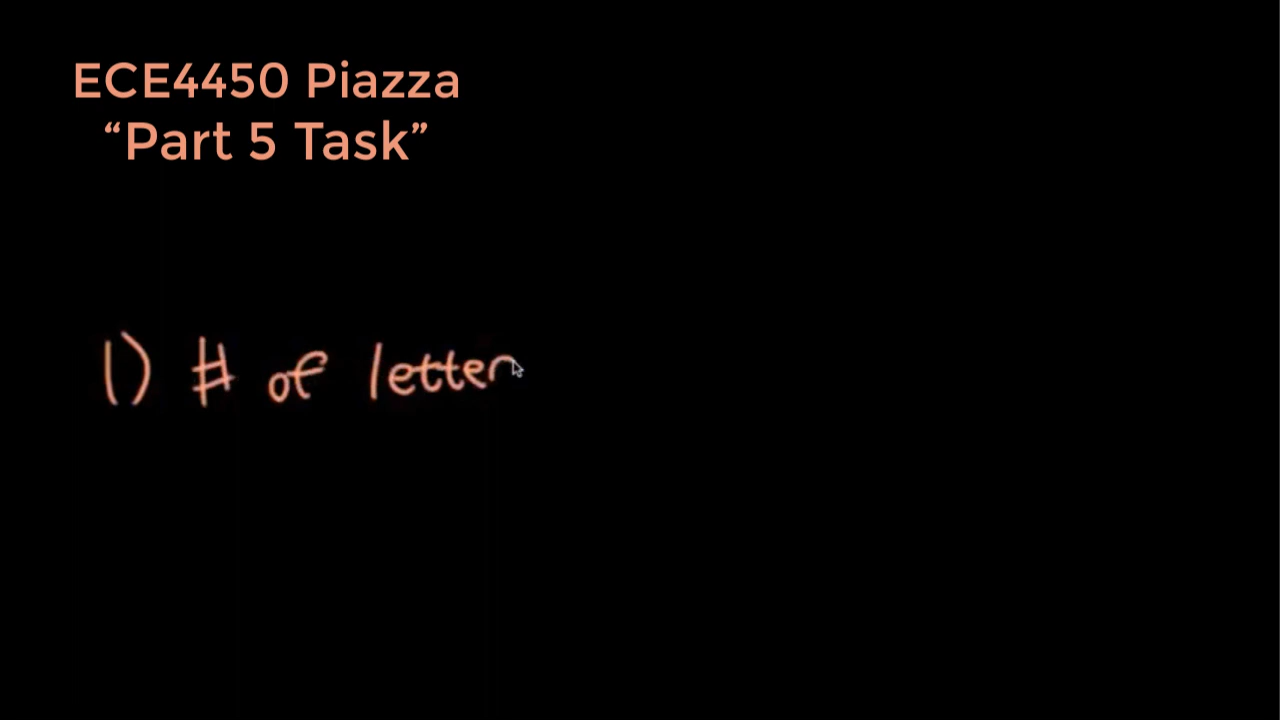 ECE4450 Piazza
“Part 5 Task”
1) # of letter